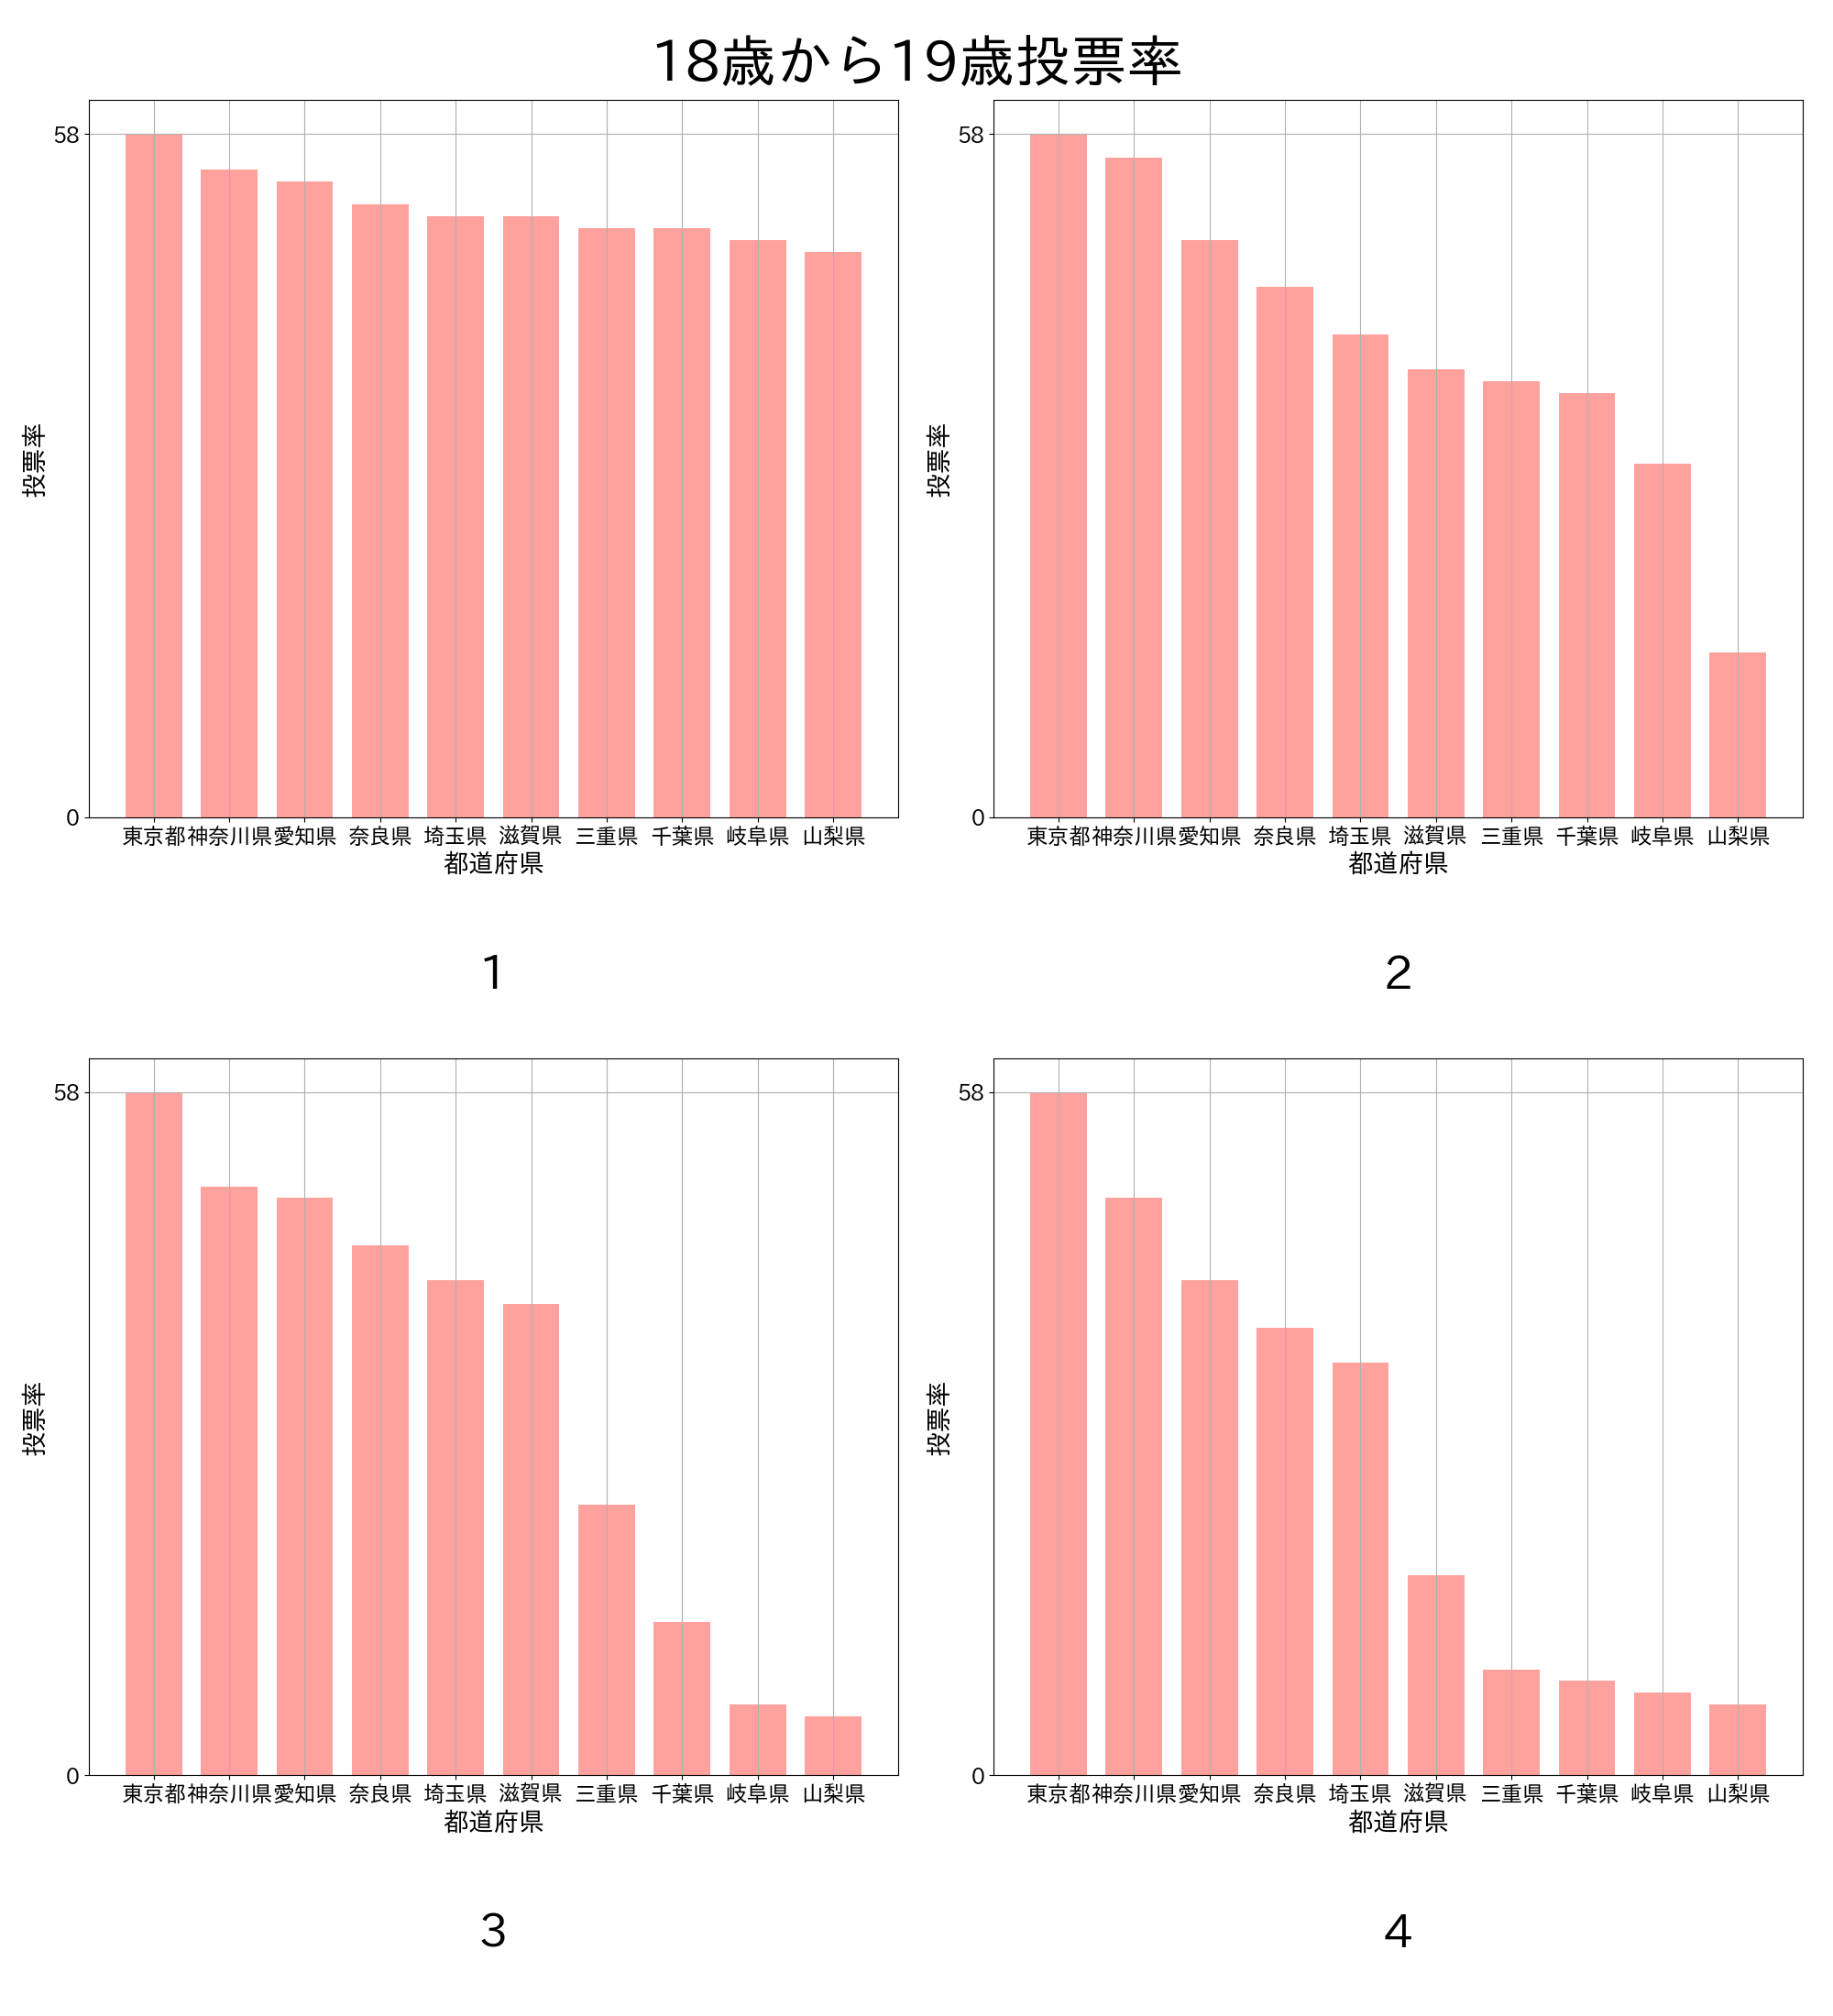 18歳から19歳投票率
58
0
投票率
東京都 神奈川県 愛知県 奈良県 埼玉県 滋賀県 三重県 千葉県 岐阜県 山梨県
都道府県
1
58
0
投票率
東京都 神奈川県 愛知県 奈良県 埼玉県 滋賀県 三重県 千葉県 岐阜県 山梨県
都道府県
2
58
0
投票率
東京都 神奈川県 愛知県 奈良県 埼玉県 滋賀県 三重県 千葉県 岐阜県 山梨県
都道府県
3
58
0
投票率
東京都 神奈川県 愛知県 奈良県 埼玉県 滋賀県 三重県 千葉県 岐阜県 山梨県
都道府県
4